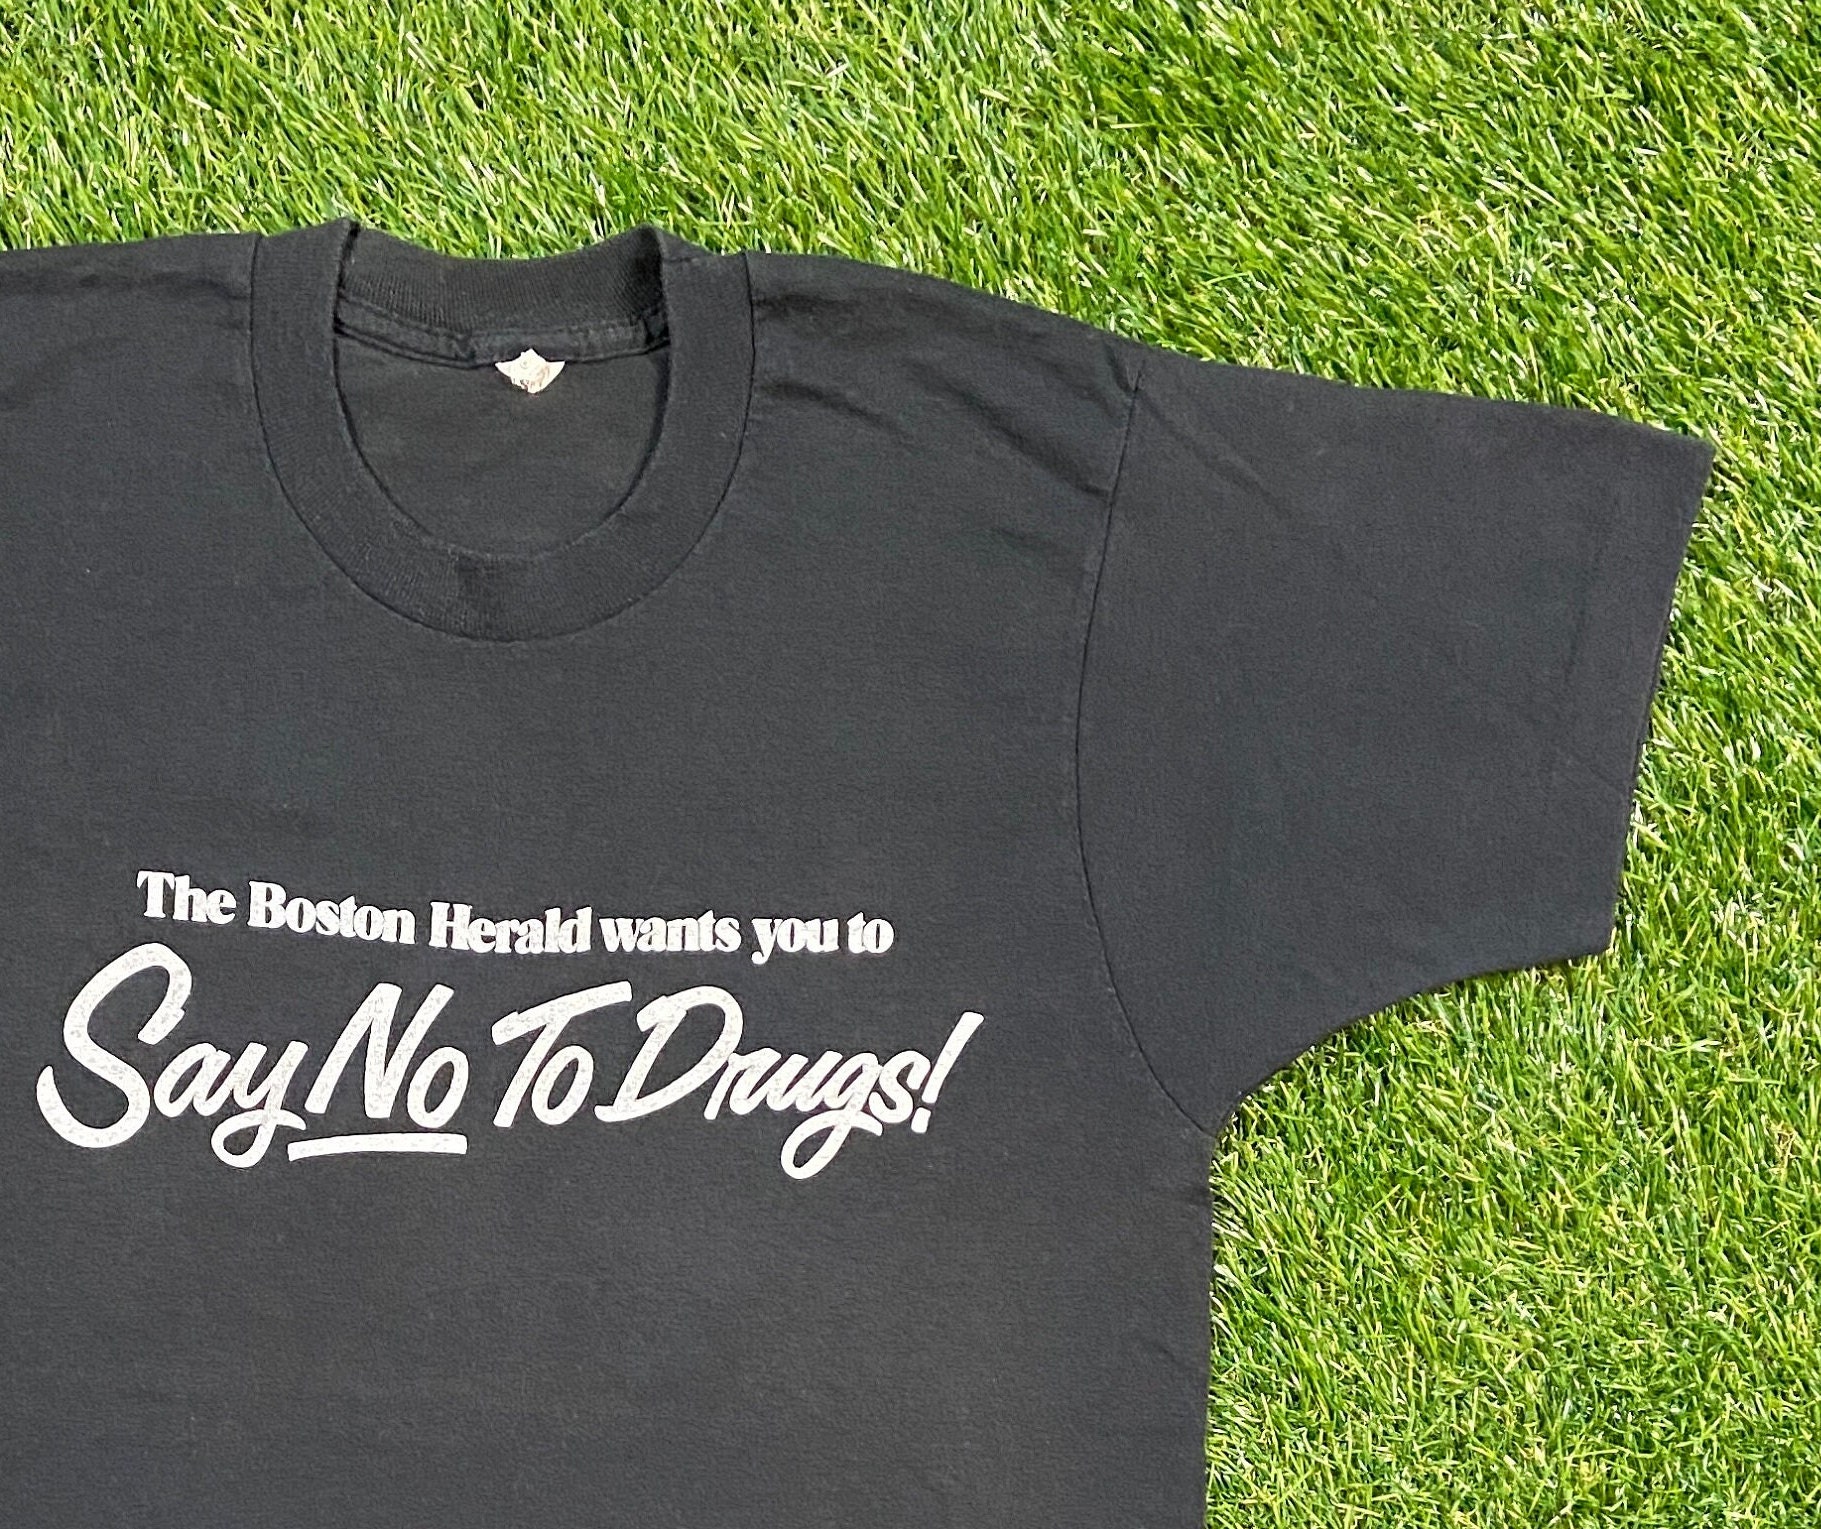 The Boston Herald wants you to
Say No To Drugs!